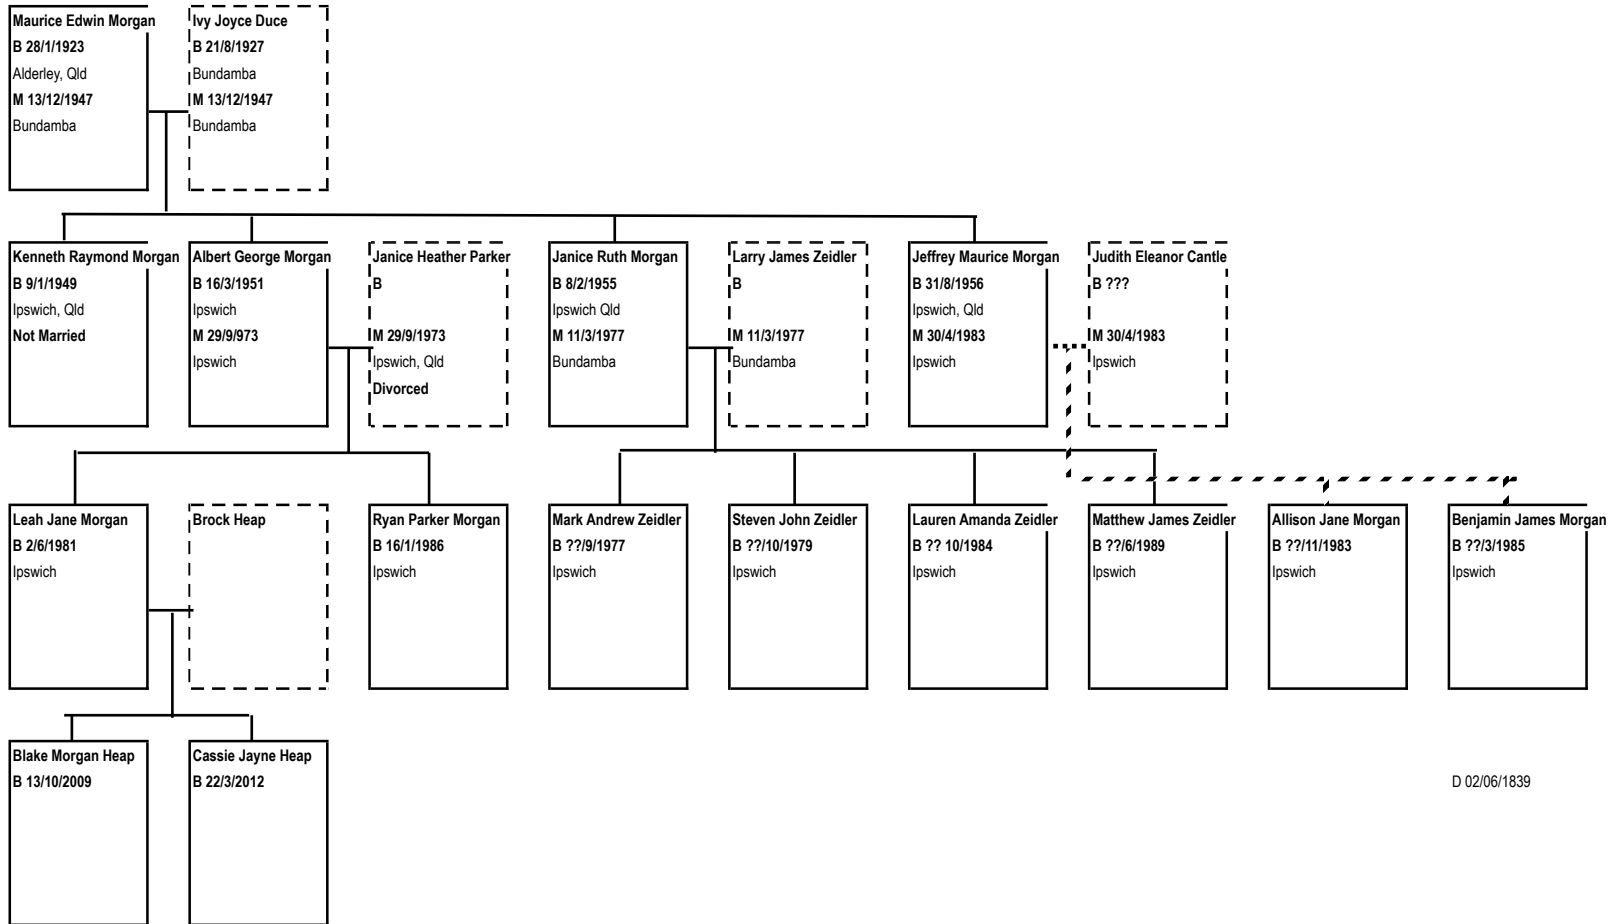 Maurice Edwin Morgan
B 28/1/1923
Alderley, Qld
M 13/12/1947
Bundamba
Ivy Joyce Duce
B 21/8/1927
Bundamba
M 13/12/1947
Bundamba
Kenneth Raymond Morgan
B 9/1/1949
Ipswich, Qld
Not Married
Albert George Morgan
B 16/3/1951
Ipswich
M 29/9/973
Ipswich
Janice Heather Parker
B
M 29/9/1973
Ipswich, Qld
Divorced
Janice Ruth Morgan
B 8/2/1955
Ipswich Qld
M 11/3/1977
Bundamba
Larry James Zeidler
B
M 11/3/1977
Bundamba
Jeffrey Maurice Morgan
B 31/8/1956
Ipswich, Qld
M 30/4/1983
Ipswich
Judith Eleanor Cantle
B ???
M 30/4/1983
Ipswich
Leah Jane Morgan
B 2/6/1981
Ipswich
Brock Heap
Ryan Parker Morgan
B 16/1/1986
Ipswich
Mark Andrew Zeidler
B ??/9/1977
Ipswich
Steven John Zeidler
B ??/10/1979
Ipswich
Lauren Amanda Zeidler
B ?? 10/1984
Ipswich
Matthew James Zeidler
B ??/6/1989
Ipswich
Allison Jane Morgan
B ??/11/1983
Ipswich
Benjamin James Morgan
B ??/3/1985
Ipswich
Blake Morgan Heap
B 13/10/2009
Cassie Jayne Heap
B 22/3/2012
D 02/06/1839